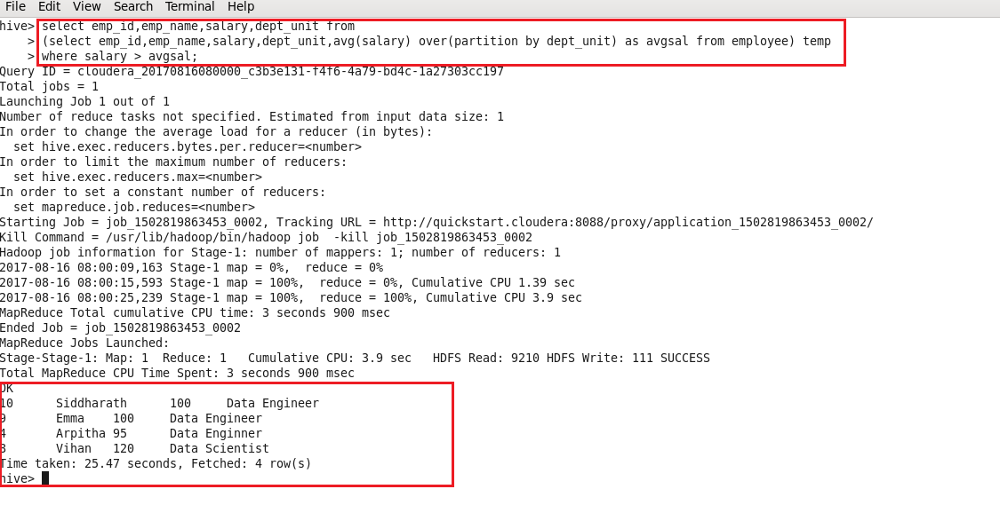 File Edit View Search Terminal Help
hive> select emp_id,emp_name,salary,dept_unit from
    > (select emp_id,emp_name,salary,dept_unit,avg(salary) over(partition by dept_unit) as avgsal from employee) temp
    > where salary > avgsal;
Query ID = cloudera_20170816080000_c3b3e131-f4f6-4a79-bd4c-1a27303cc197
Total jobs = 1
Launching Job 1 out of 1
Number of reduce tasks not specified. Estimated from input data size: 1
In order to change the average load for a reducer (in bytes):
  set hive.exec.reducers.bytes.per.reducer=<number>
In order to limit the maximum number of reducers:
  set hive.exec.reducers.max=<number>
In order to set a constant number of reducers:
  set mapreduce.job.reduces=<number>
Starting Job = job_1502819863453_0002, Tracking URL = http://quickstart.cloudera:8088/proxy/application_1502819863453_0002/
Kill Command = /usr/lib/hadoop/bin/hadoop job  -kill job_1502819863453_0002
Hadoop job information for Stage-1: number of mappers: 1; number of reducers: 1
2017-08-16 08:00:09,163 Stage-1 map = 0%,  reduce = 0%
2017-08-16 08:00:15,593 Stage-1 map = 100%,  reduce = 0%, Cumulative CPU 1.39 sec
2017-08-16 08:00:25,239 Stage-1 map = 100%,  reduce = 100%, Cumulative CPU 3.9 sec
MapReduce Total cumulative CPU time: 3 seconds 900 msec
Ended Job = job_1502819863453_0002
MapReduce Jobs Launched:
Stage-Stage-1: Map: 1  Reduce: 1   Cumulative CPU: 3.9 sec   HDFS Read: 9210 HDFS Write: 111 SUCCESS
Total MapReduce CPU Time Spent: 3 seconds 900 msec
OK
10      Siddharath      100     Data Engineer
9       Emma    100     Data Engineer
4       Arpitha 95      Data Enginner
3       Vihan   120     Data Scientist
Time taken: 25.47 seconds, Fetched: 4 row(s)
hive>